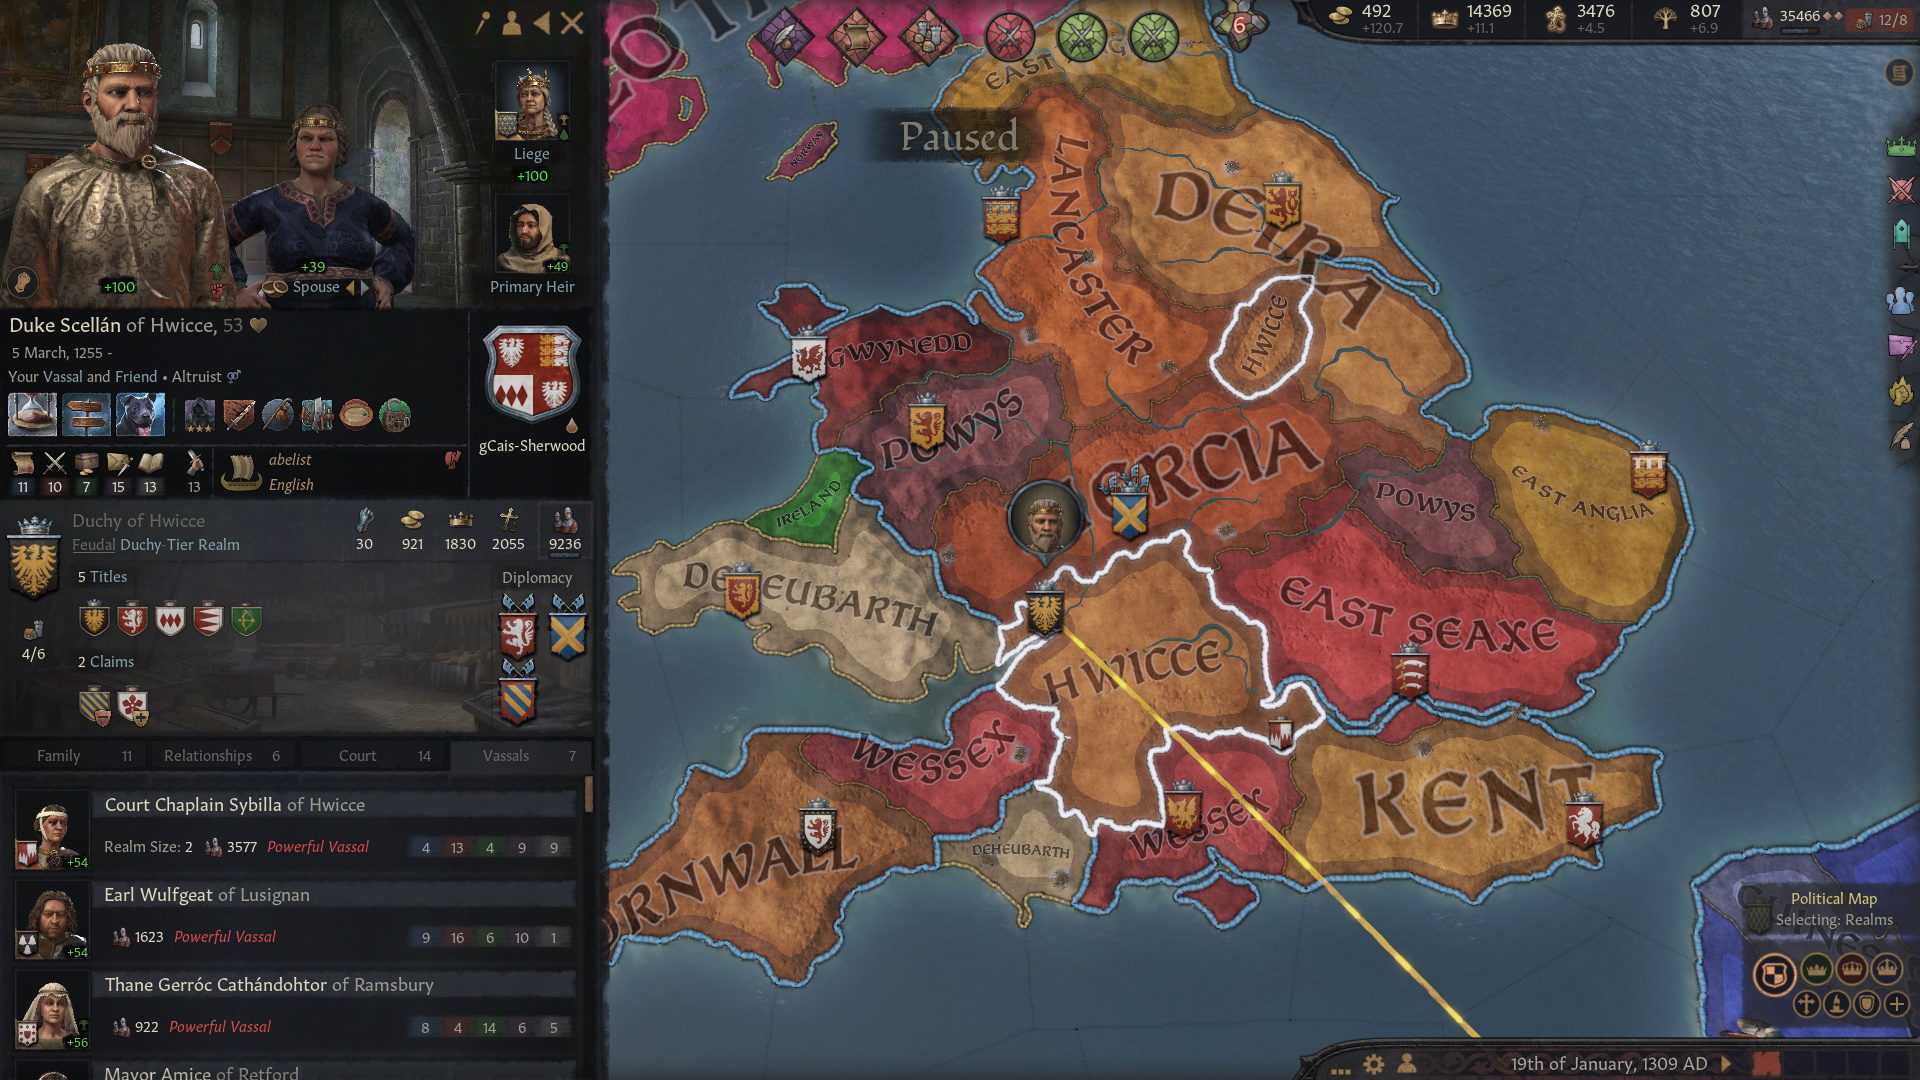 492
+120.7
14369
+11.1
3476
+4.5
807
+6.9
35466
12/8
6
Paused
Liege
+100
+49
Primary Heir
+100
+39
Spouse
Duke Scellán of Hwicce, 53
5 March, 1255 -
Your Vassal and Friend • Altruist
gCais-Sherwood
11
10
7
15
13
13
abelist
English
Duchy of Hwicce
Feudal Duchy-Tier Realm
30
921
1830
2055
9236
5 Titles
Diplomacy
4/6
2 Claims
Family 11
Relationships 6
Court 14
Vassals 7
Court Chaplain Sybilla of Hwicce
Realm Size: 2 3577 Powerful Vassal 4 13 4 9 9
+54
Earl Wulfgeat of Lusignan
1623 Powerful Vassal 9 16 6 10 1
+54
Thane Gerróc Cathándohtor of Ramsbury
922 Powerful Vassal 8 4 14 6 5
+56
Mayor Amice of Retford
EAST
NORWAY
LANCASTER
DEIRA
HWICCE
GWYNEDD
POWYS
IRELAND
DEHEUBARTH
MERCIA
POWYS
EAST ANGLIA
EAST SEAXE
HWICCE
WESSEX
WESSEX
KENT
CORNWALL
DEHEUBARTH
Political Map
Selecting: Realms
19th of January, 1309 AD